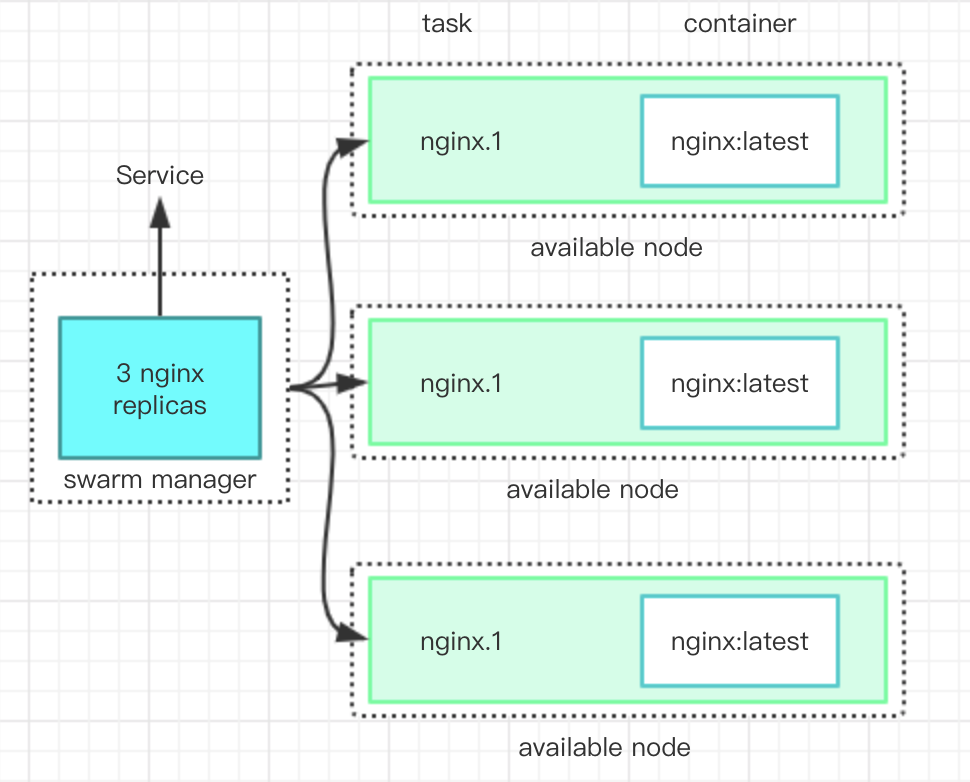 task
container
nginx.1
nginx:latest
available node
Service
3 nginx
replicas
swarm manager
nginx.1
nginx:latest
available node
nginx.1
nginx:latest
available node